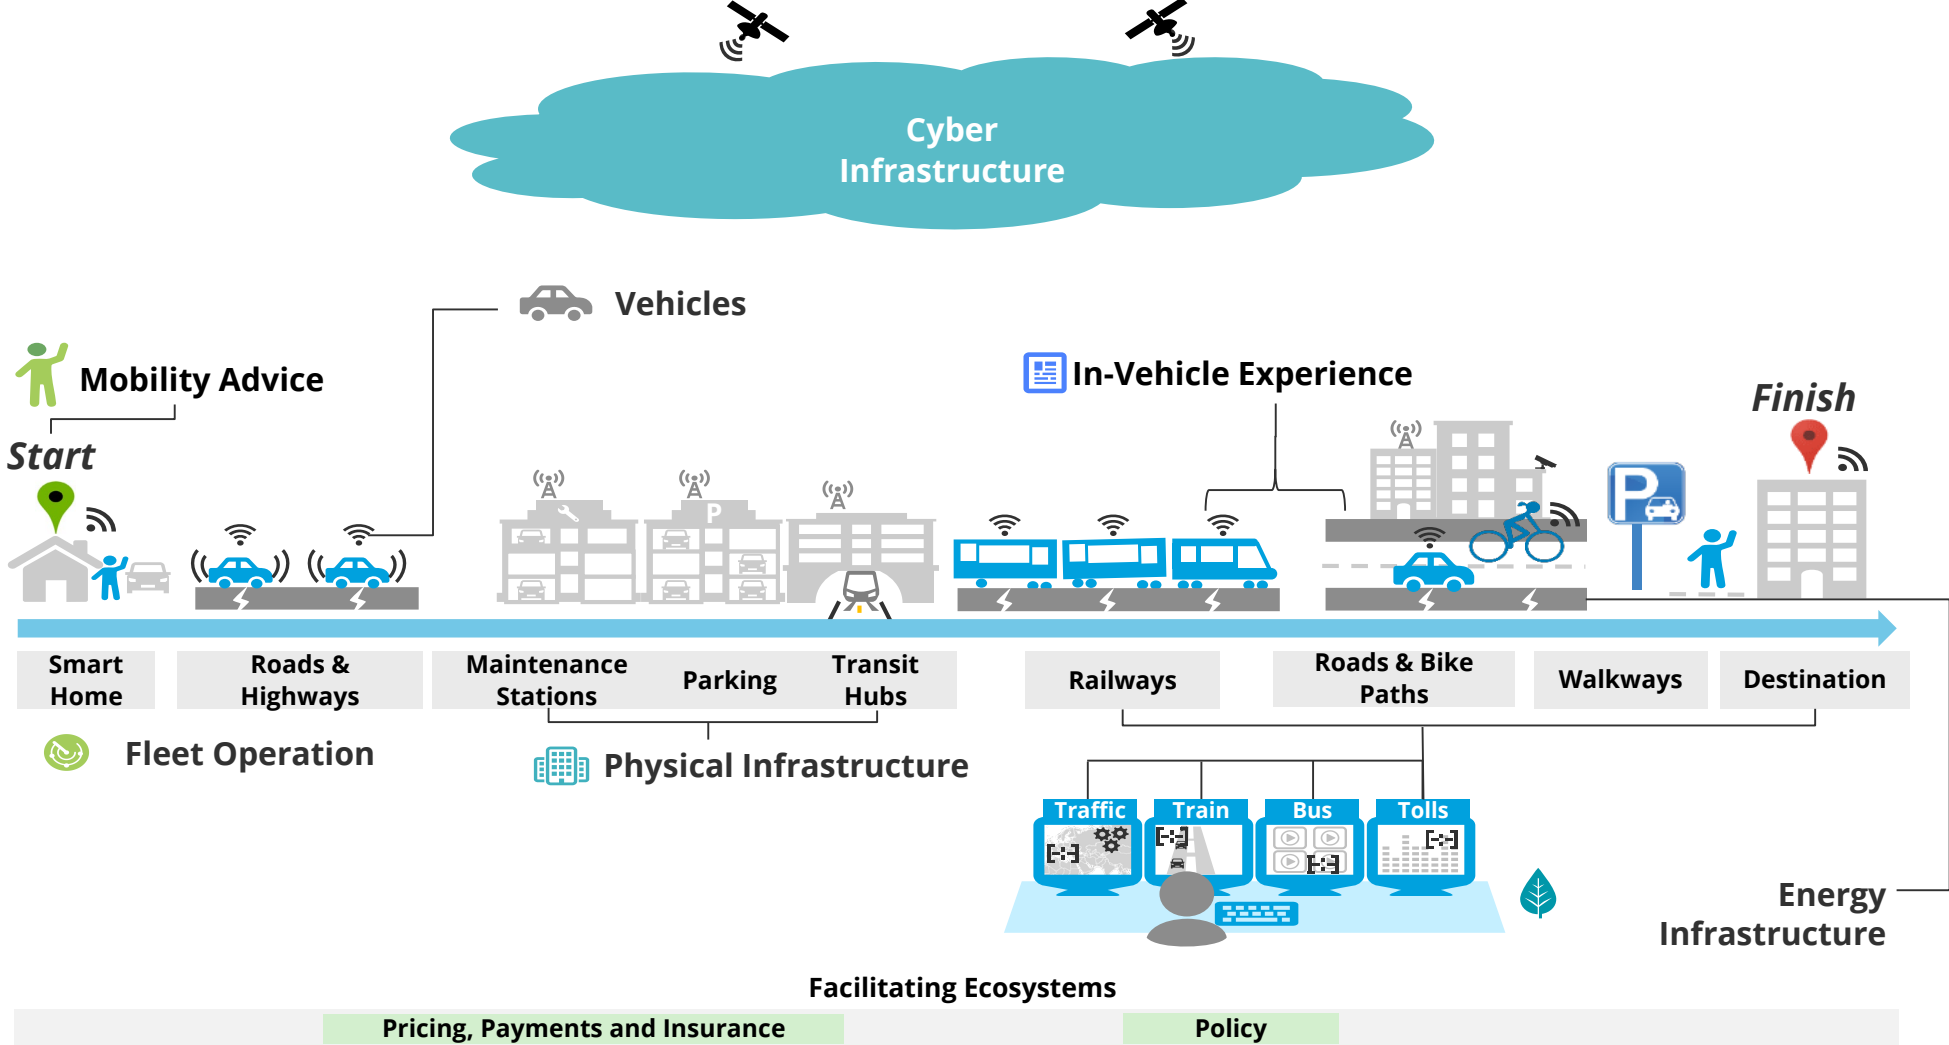 Cyber
Infrastructure
Vehicles
Mobility Advice
In-Vehicle Experience
Finish
Start
P
P
Smart
Home
Roads &
Highways
Maintenance
Stations
Parking
Transit
Hubs
Railways
Roads & Bike
Paths
Walkways
Destination
Fleet Operation
Physical Infrastructure
Traffic
Train
Bus
Tolls
Energy
Infrastructure
Facilitating Ecosystems
Pricing, Payments and Insurance
Policy